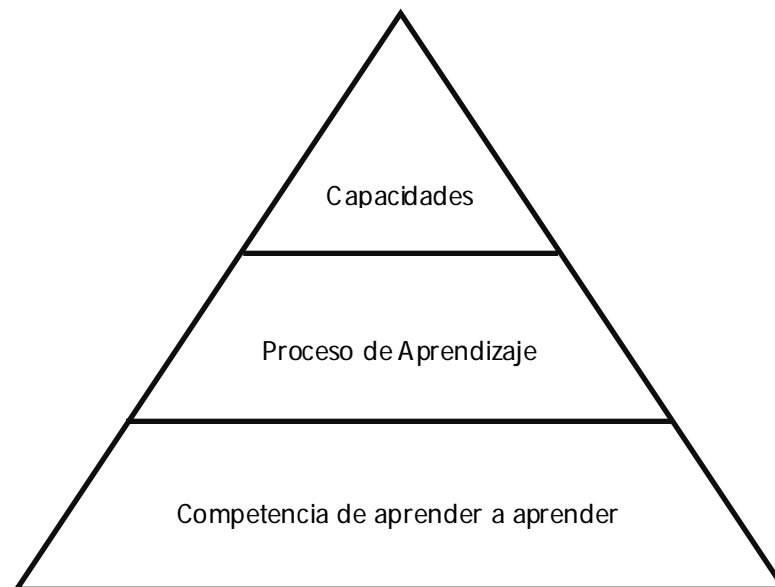 Capacidades
Proceso de Aprendizaje
Competencia de aprender a aprender